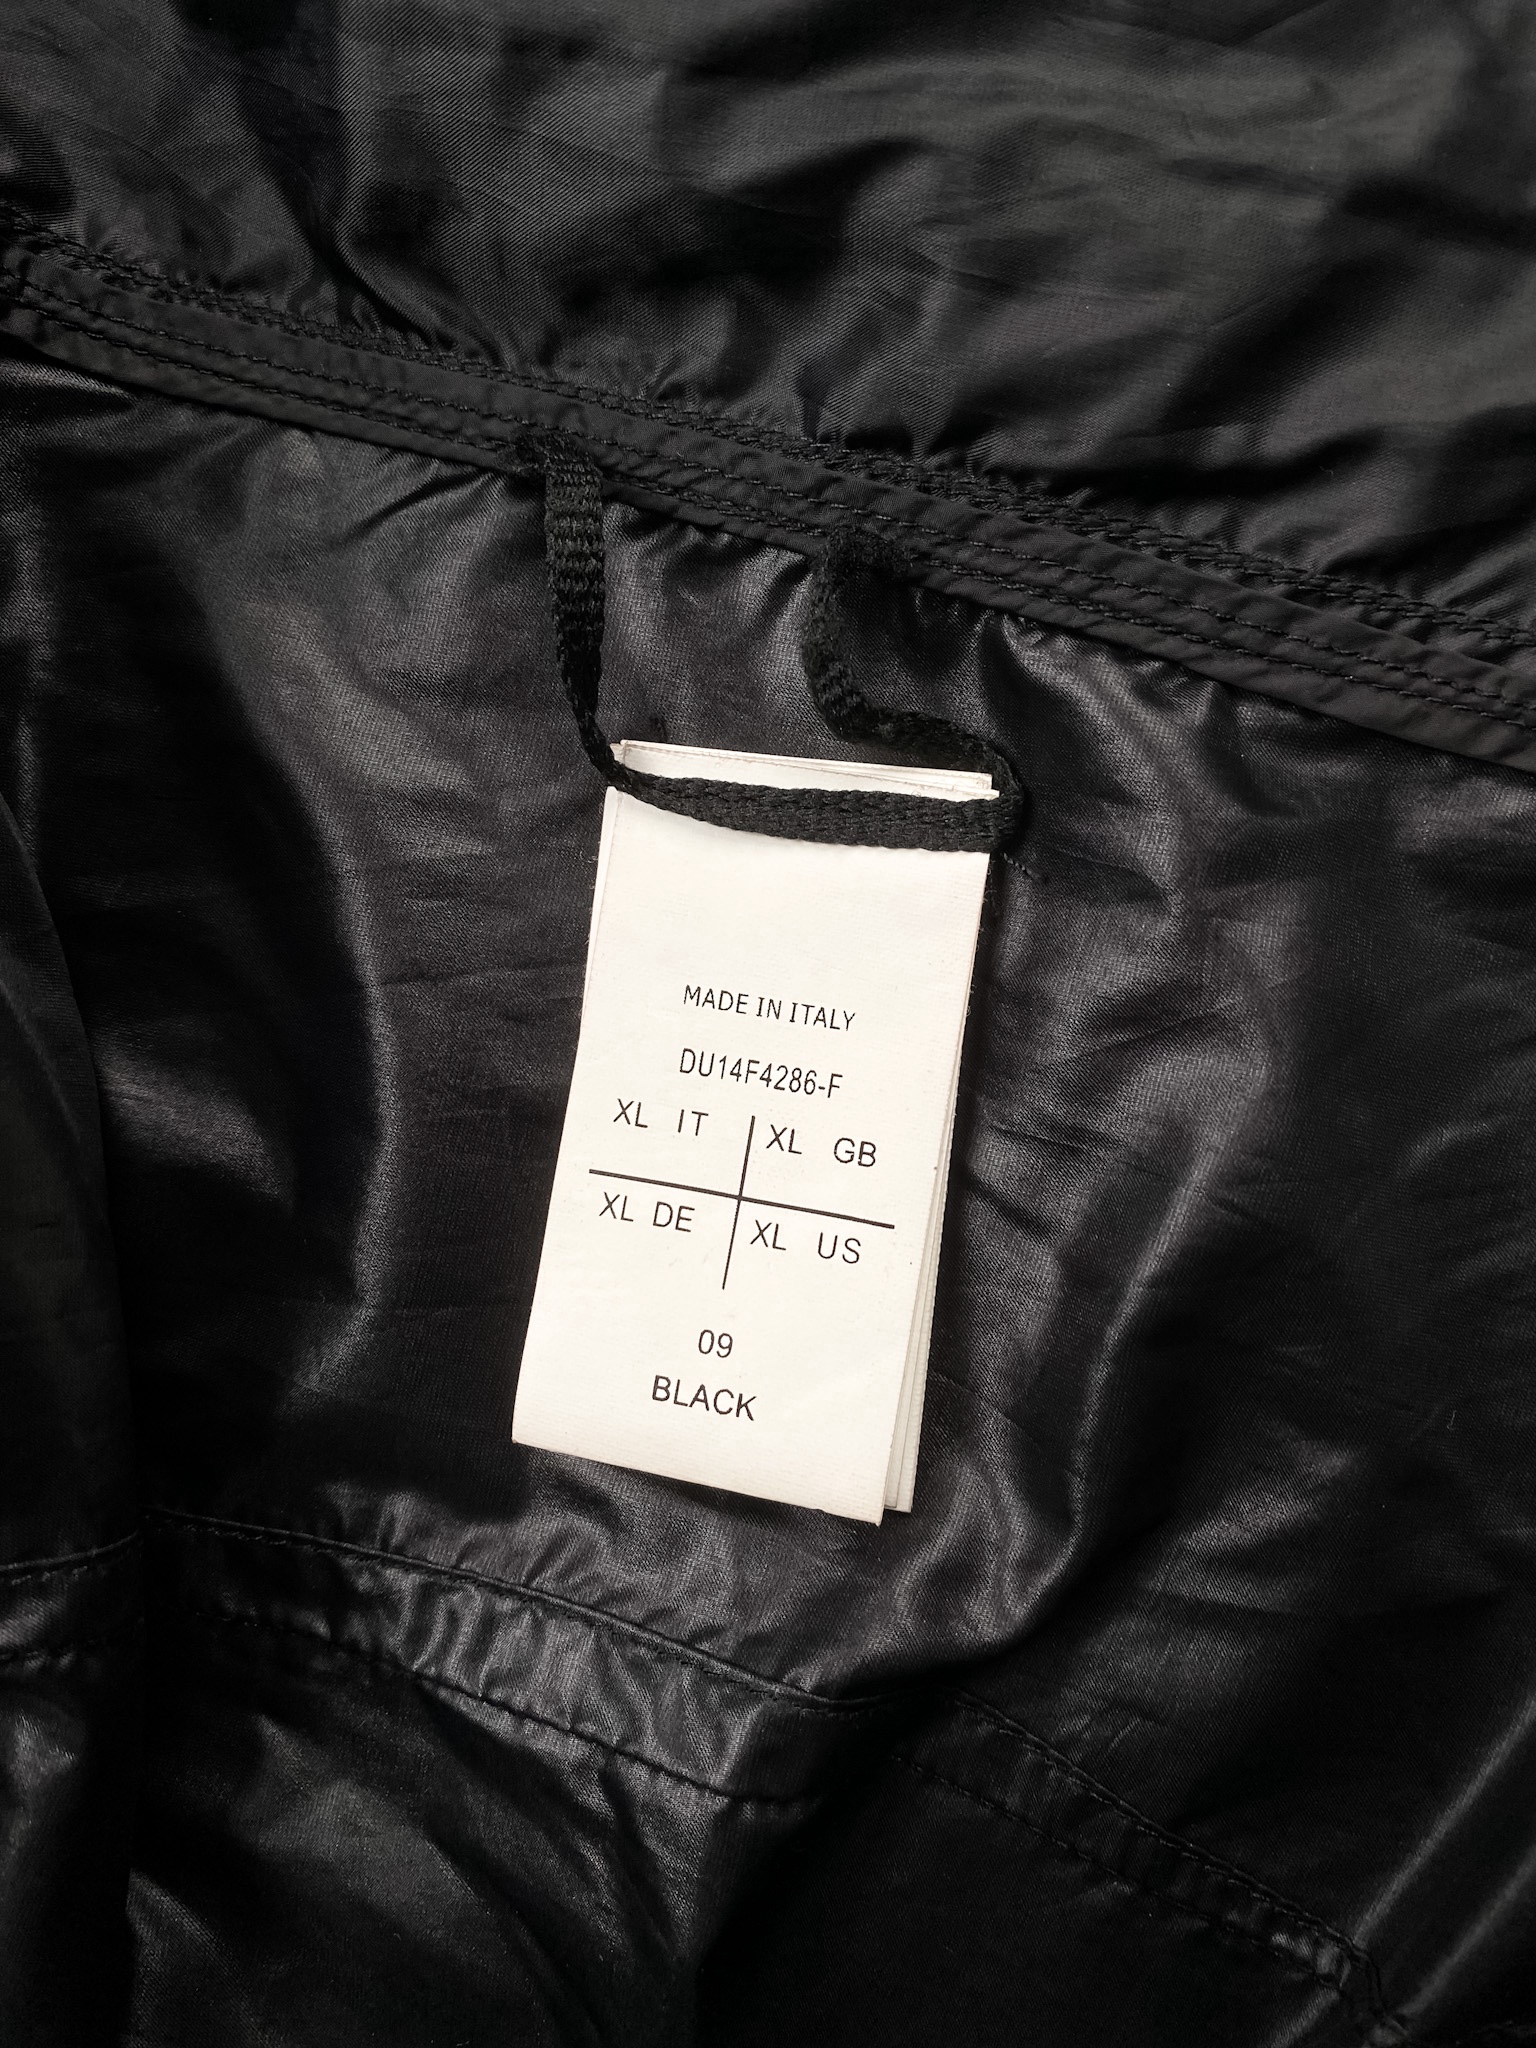 MADE IN ITALY
DU14F4286-F
XL IT XL GB
XL DE XL US
09
BLACK